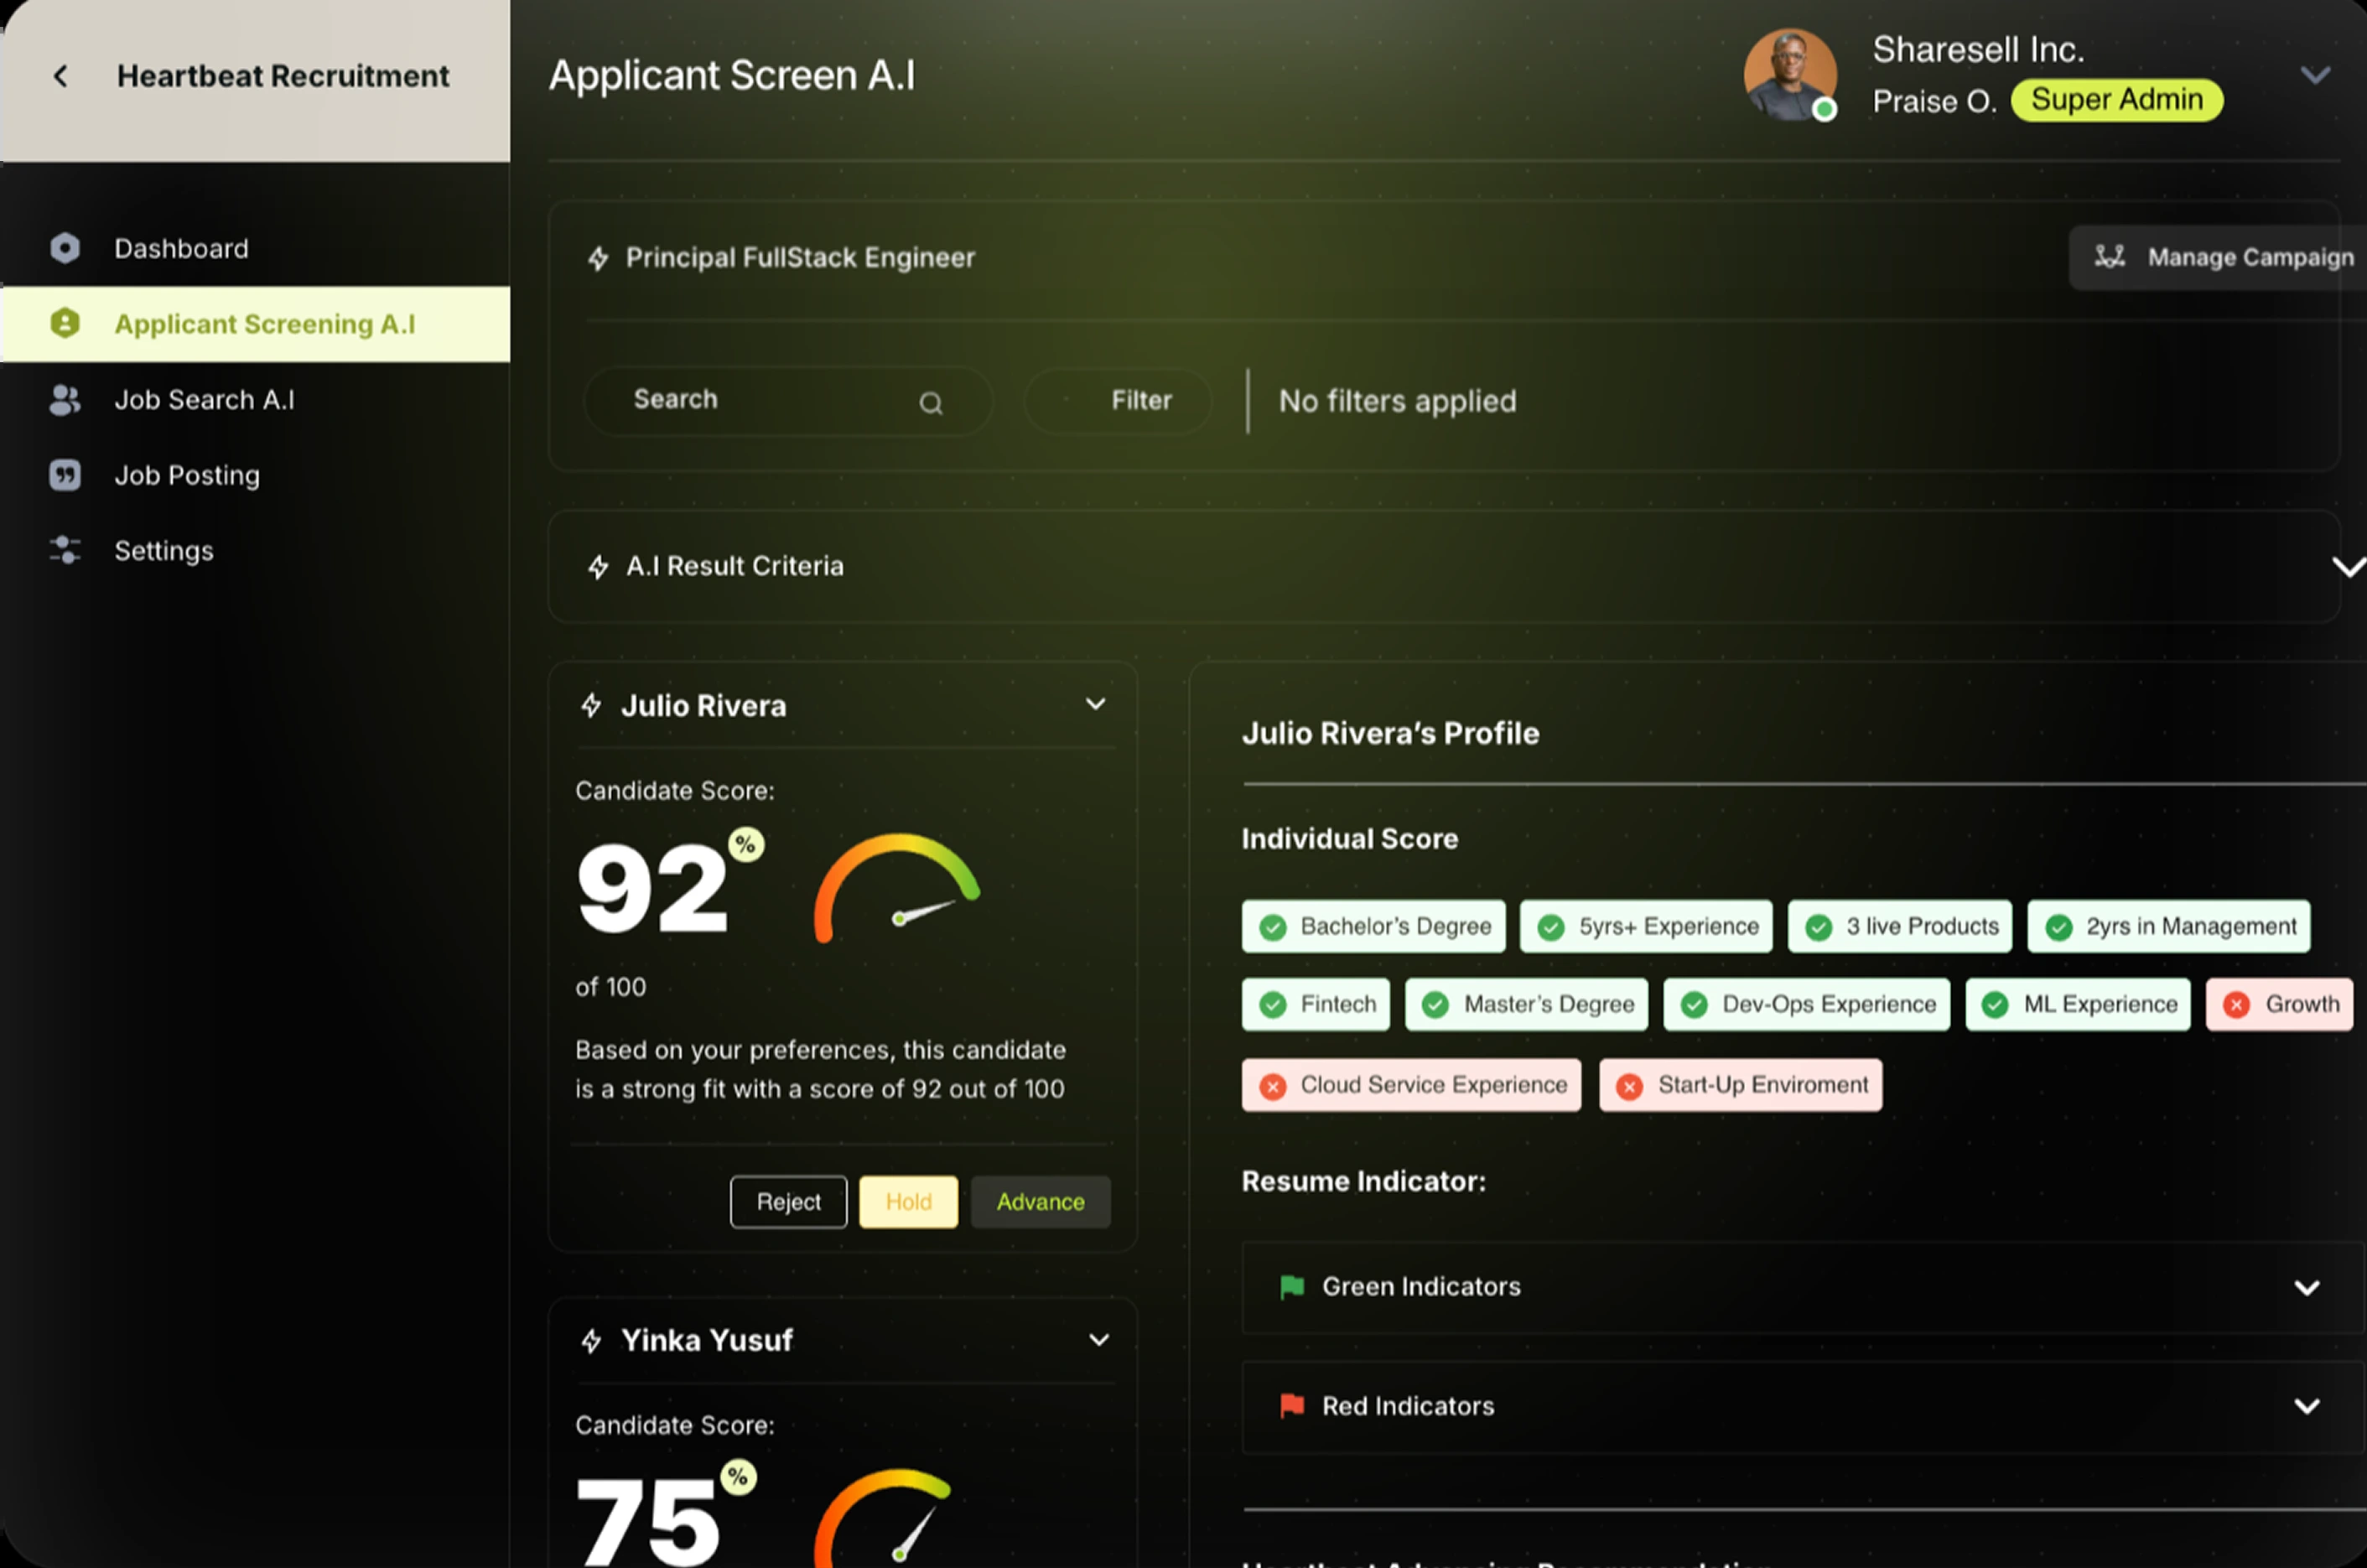 Heartbeat Recruitment
Dashboard
Applicant Screening A.I
Job Search A.I
Job Posting
Settings
Applicant Screen A.I
Sharesell Inc.
Praise O. Super Admin
Principal FullStack Engineer
Manage Campaign
Search
Filter
No filters applied
A.I Result Criteria
Julio Rivera
Candidate Score:
92 %
of 100
Based on your preferences, this candidate
is a strong fit with a score of 92 out of 100
Reject Hold Advance
Yinka Yusuf
Candidate Score:
75 %
Julio Rivera’s Profile
Individual Score
Bachelor’s Degree 5yrs+ Experience 3 live Products 2yrs in Management
Fintech Master’s Degree Dev-Ops Experience ML Experience Growth
Cloud Service Experience Start-Up Enviroment
Resume Indicator:
Green Indicators
Red Indicators